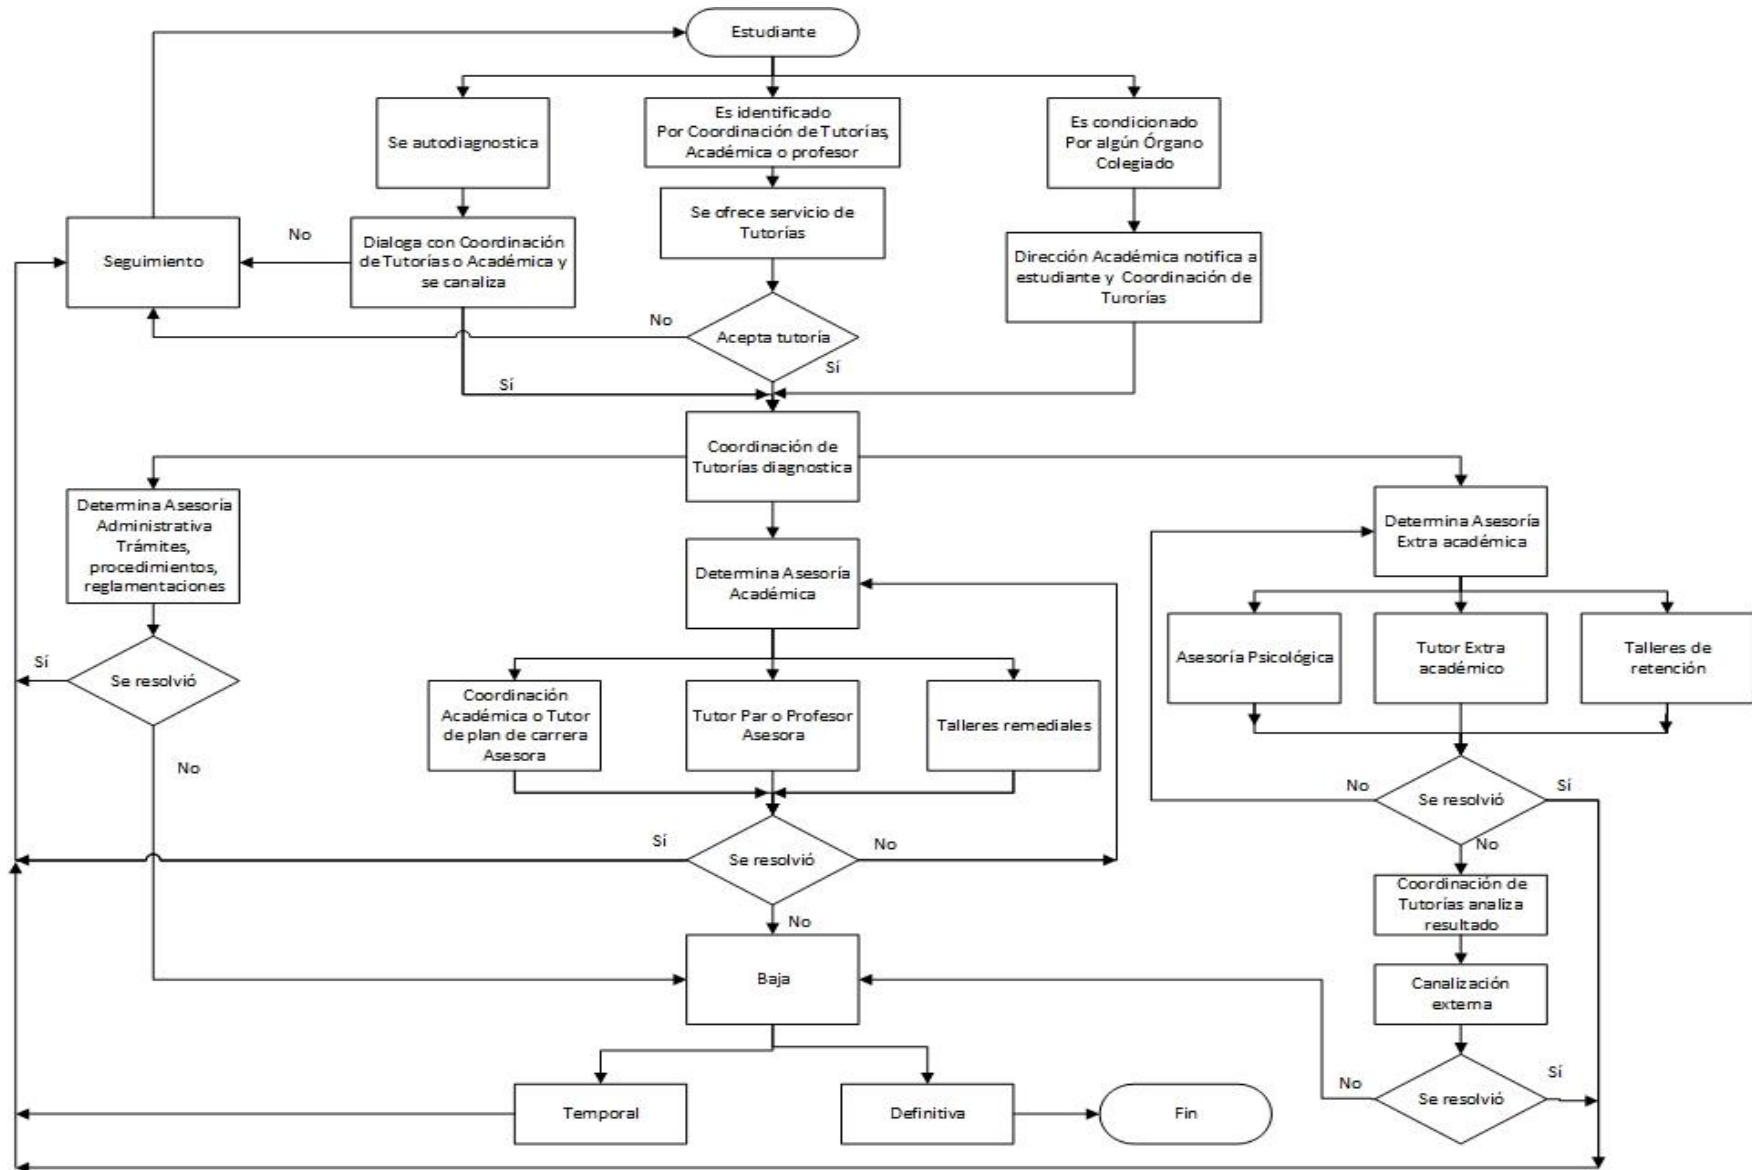 Estudiante
Se autodiagnostica
Es identificado
Por Coordinación de Tutorías,
Académica o profesor
Es condicionado
Por algún Órgano
Colegiado
Se ofrece servicio de
Tutorías
Seguimiento
No
Dialoga con Coordinación
de Tutorías o Académica y
se canaliza
Dirección Académica notifica a
estudiante y Coordinación de
Turorías
No
Acepta tutoría
Sí
Sí
Coordinación de
Tutorías diagnostica
Determina Asesoría
Administrativa
Trámites,
procedimientos,
reglamentaciones
Determina Asesoría
Académica
Determina Asesoría
Extra académica
Asesoría Psicológica
Tutor Extra
académico
Talleres de
retención
Sí
Se resolvió
No
Coordinación
Académica o Tutor
de plan de carrera
Asesora
Tutor Par o Profesor
Asesora
Talleres remediales
No
Se resolvió
Sí
No
Sí
Se resolvió
No
No
Coordinación de
Tutorías analiza
resultado
Canalización
externa
Baja
No
Se resolvió
Sí
Temporal
Definitiva
Fin